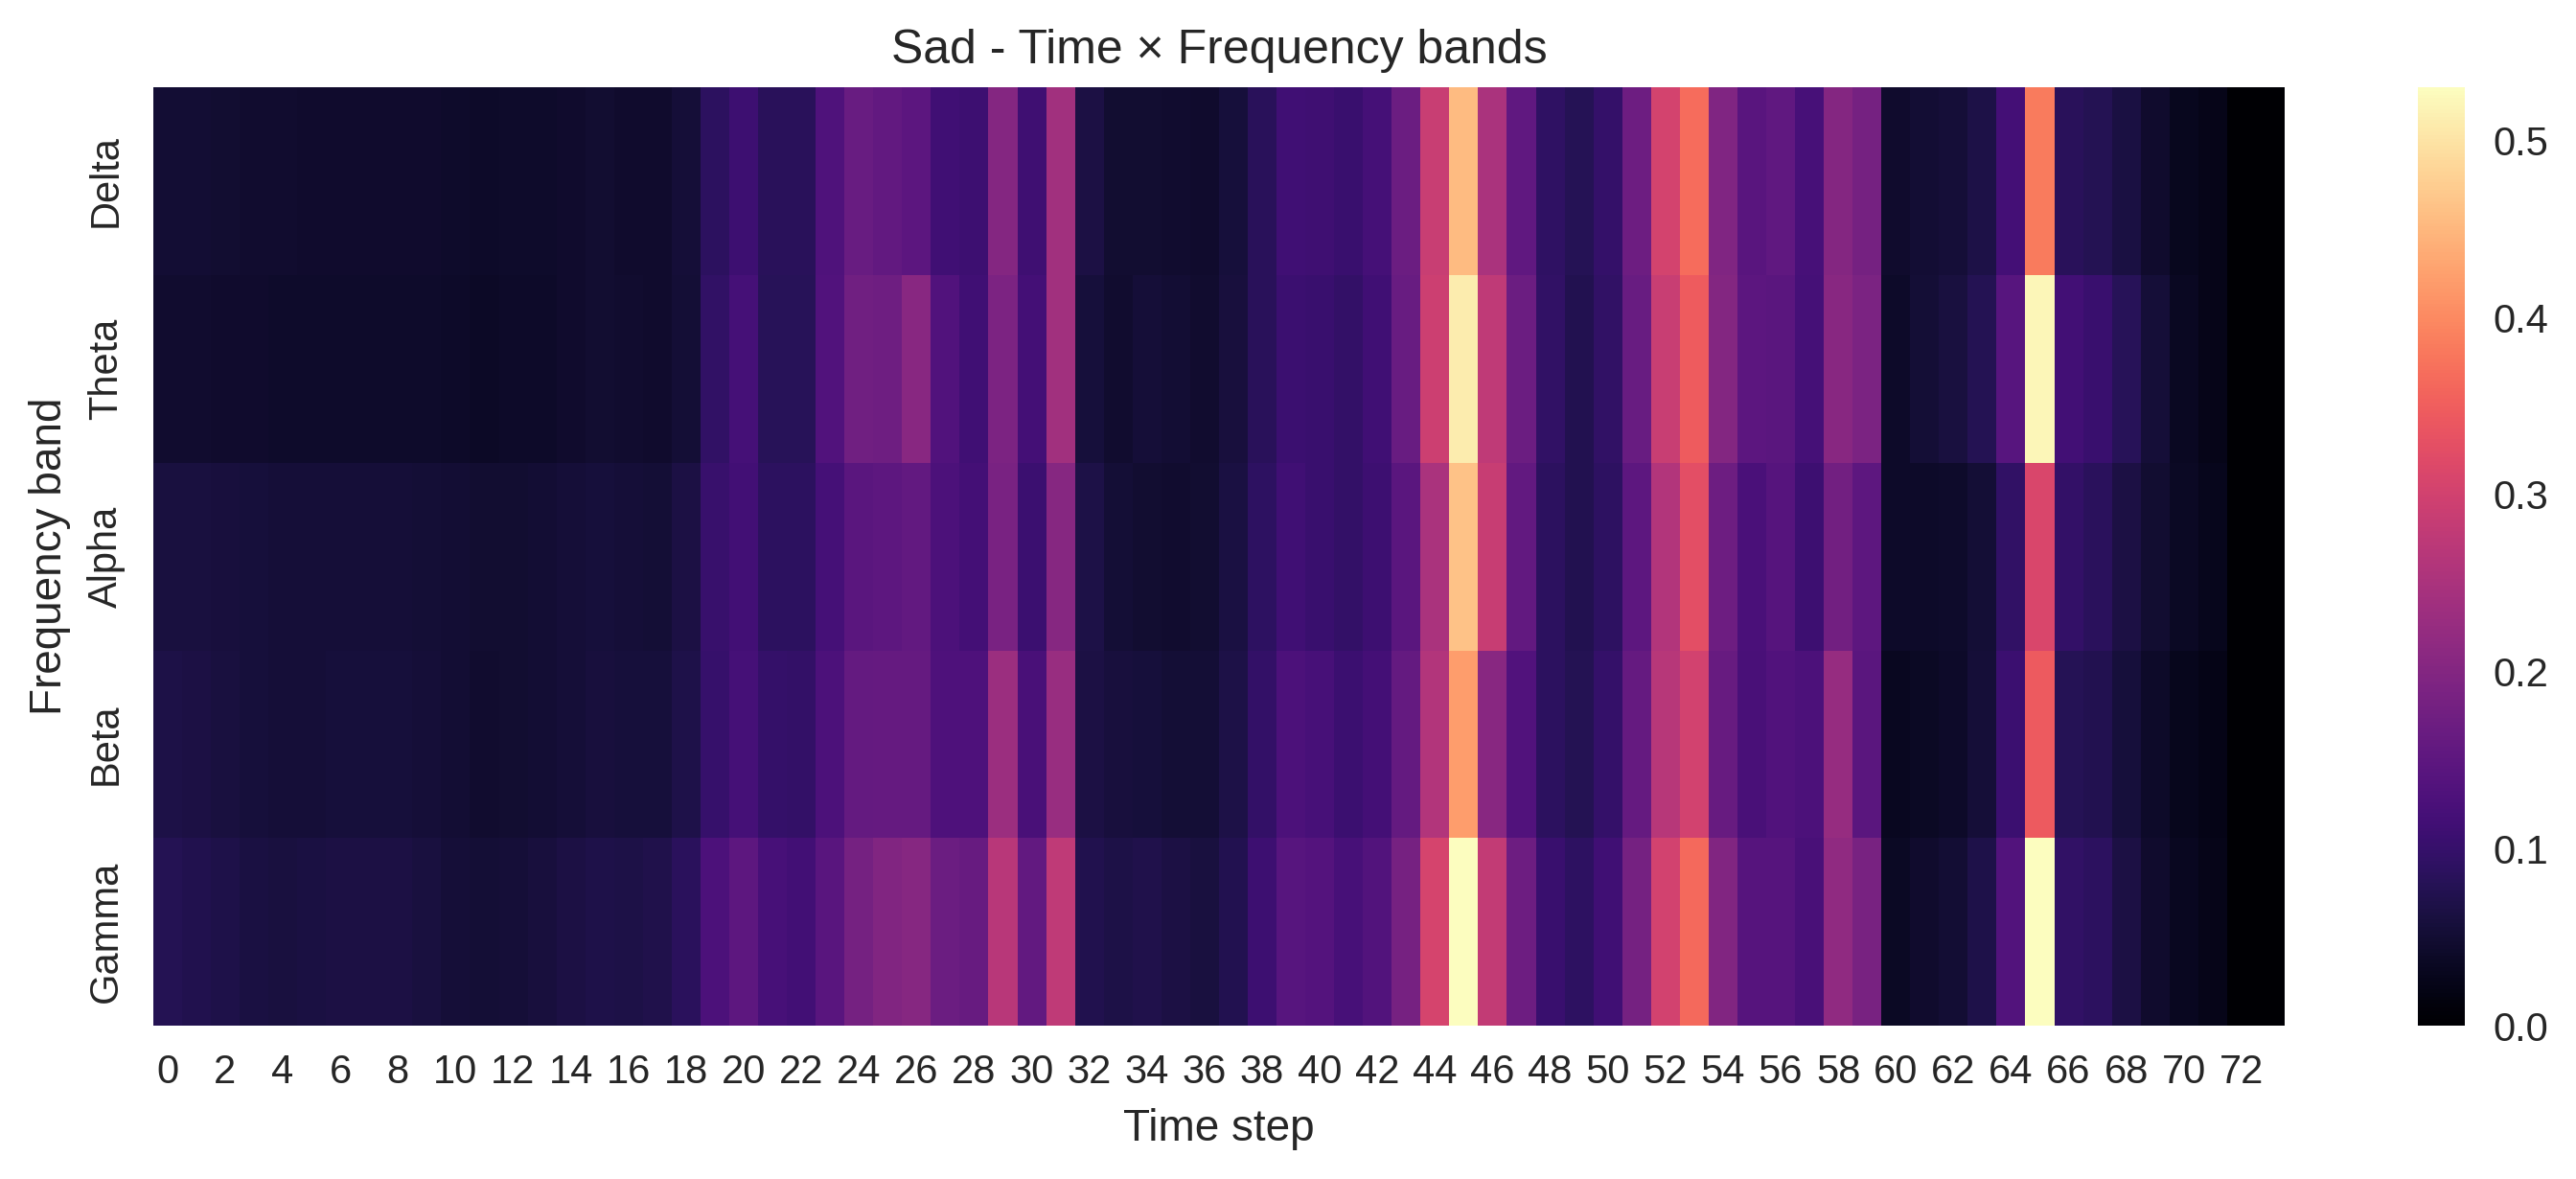 Sad - Time × Frequency bands
Frequency band
Delta
Theta
Alpha
Beta
Gamma
0 2 4 6 8 10 12 14 16 18 20 22 24 26 28 30 32 34 36 38 40 42 44 46 48 50 52 54 56 58 60 62 64 66 68 70 72
Time step
0.5
0.4
0.3
0.2
0.1
0.0